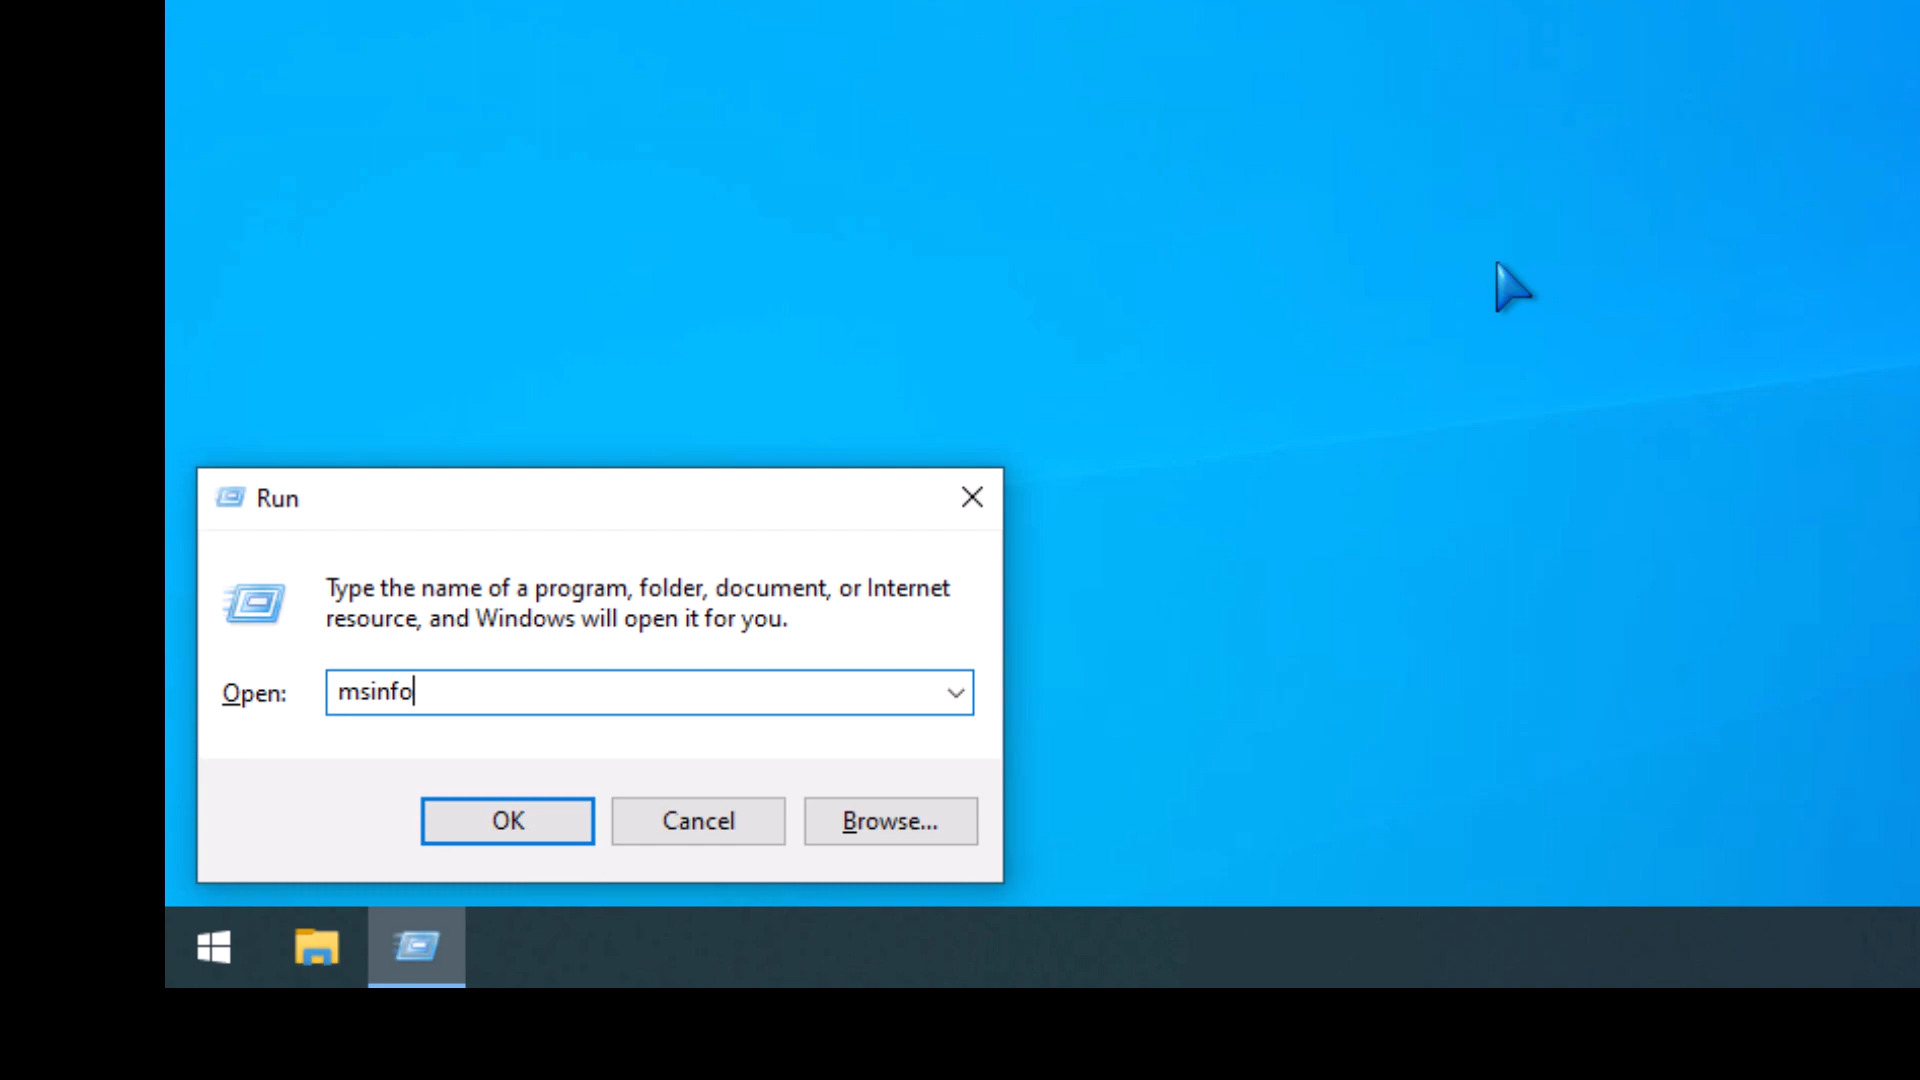 Run
Type the name of a program, folder, document, or Internet
resource, and Windows will open it for you.
Open: msinfo
OK Cancel Browse...